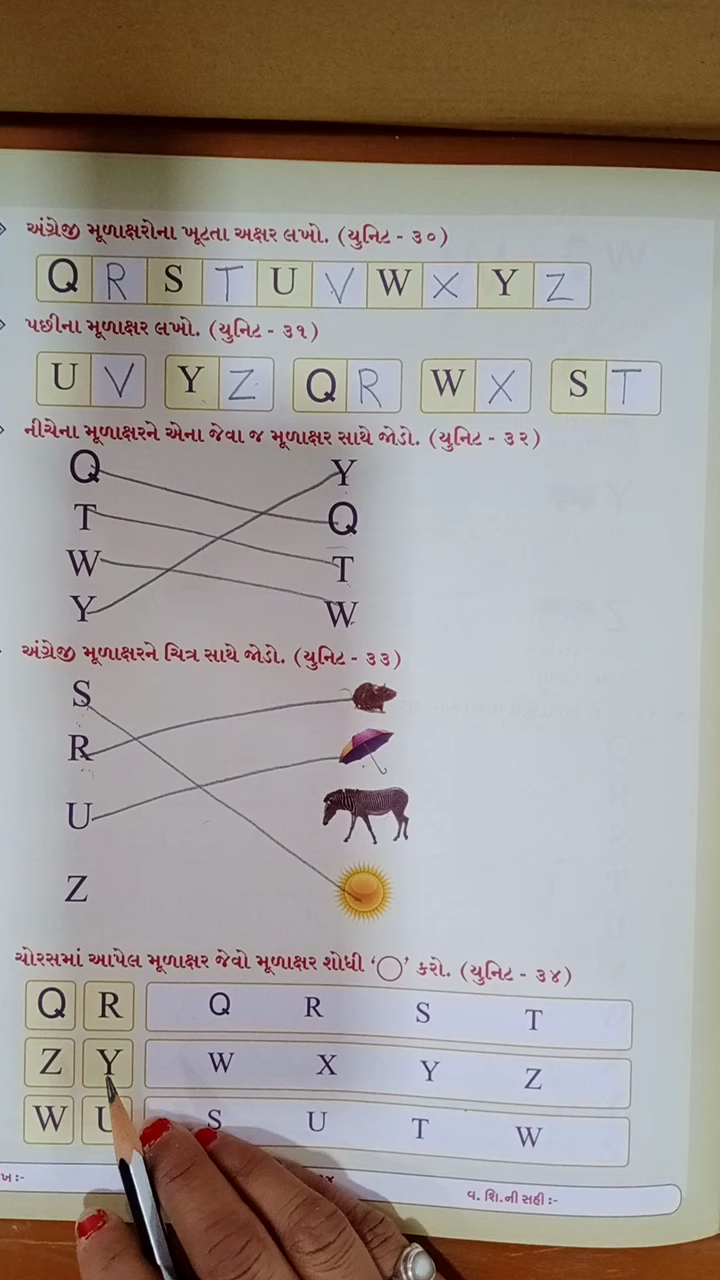 અંગ્રેજી મૂળાક્ષરોના ખૂટતા અક્ષર લખો. (યુનિટ - ૩૦)
Q R S T U V W X Y Z
પછીના મૂળાક્ષર લખો. (યુનિટ - ૩૧)
U V Y Z Q R W X S T
નીચેના મૂળાક્ષરને એના જેવા જ મૂળાક્ષર સાથે જોડો. (યુનિટ - ૩૨)
Q Y
T Q
W T
Y W
અંગ્રેજી મૂળાક્ષરને ચિત્ર સાથે જોડો. (યુનિટ - ૩૩)
S
R
U
Z
ચોરસમાં આપેલ મૂળાક્ષર જેવો મૂળાક્ષર શોધી ‘◯’ કરો. (યુનિટ - ૩૪)
Q R Q R S T
Z Y W X Y Z
W U S U T W
વ. શિ.ની સહી :-